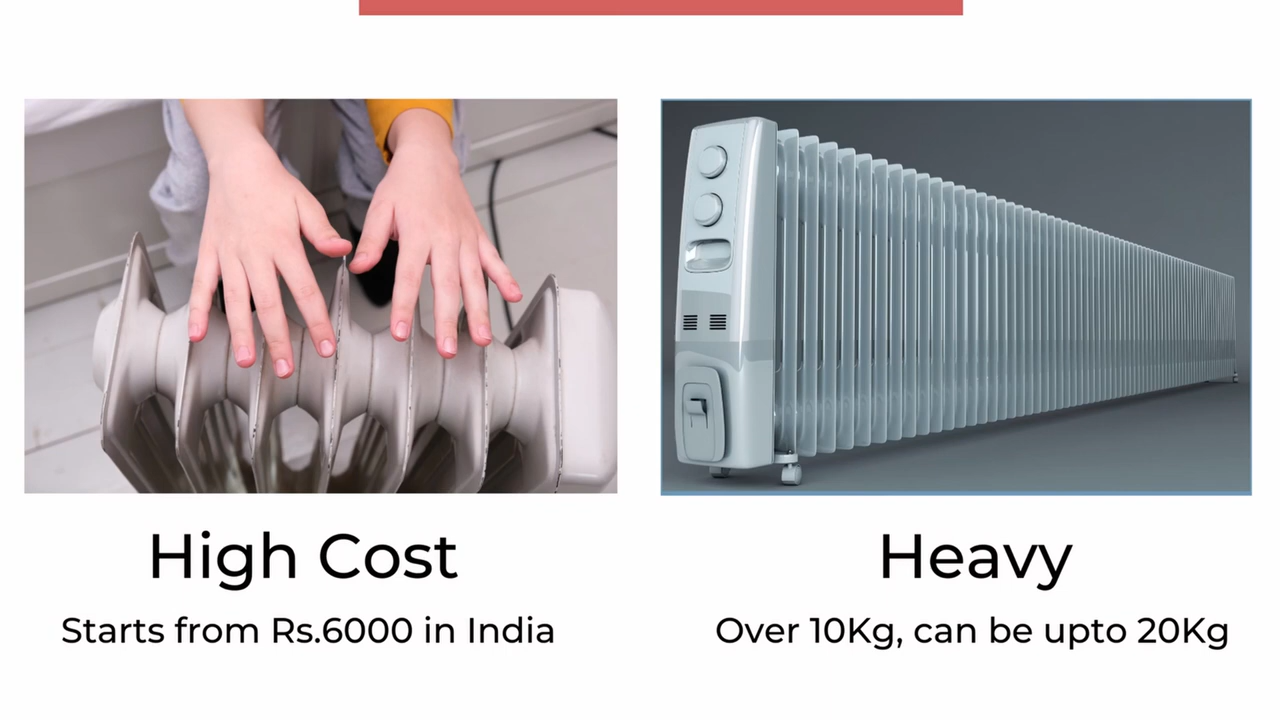 High Cost
Starts from Rs.6000 in India
Heavy
Over 10Kg, can be upto 20Kg